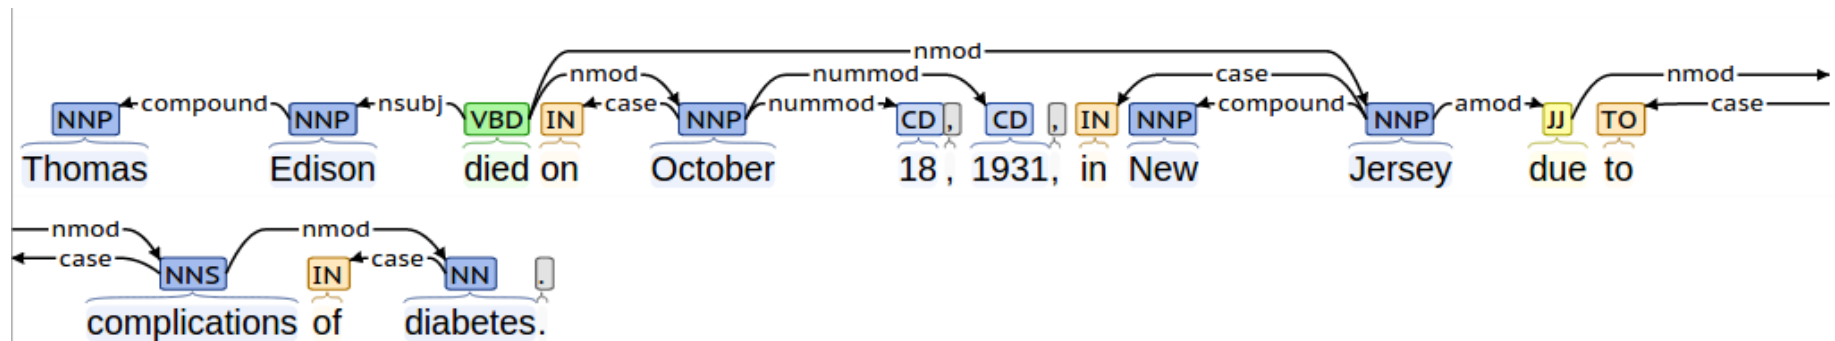 nmod
nmod nummod case nmod
compound nsubj case nummod compound amod case
NNP NNP VBD IN NNP CD , CD , IN NNP NNP JJ TO
Thomas Edison died on October 18 , 1931, in New Jersey due to
nmod nmod
case case
NNS IN NN .
complications of diabetes.